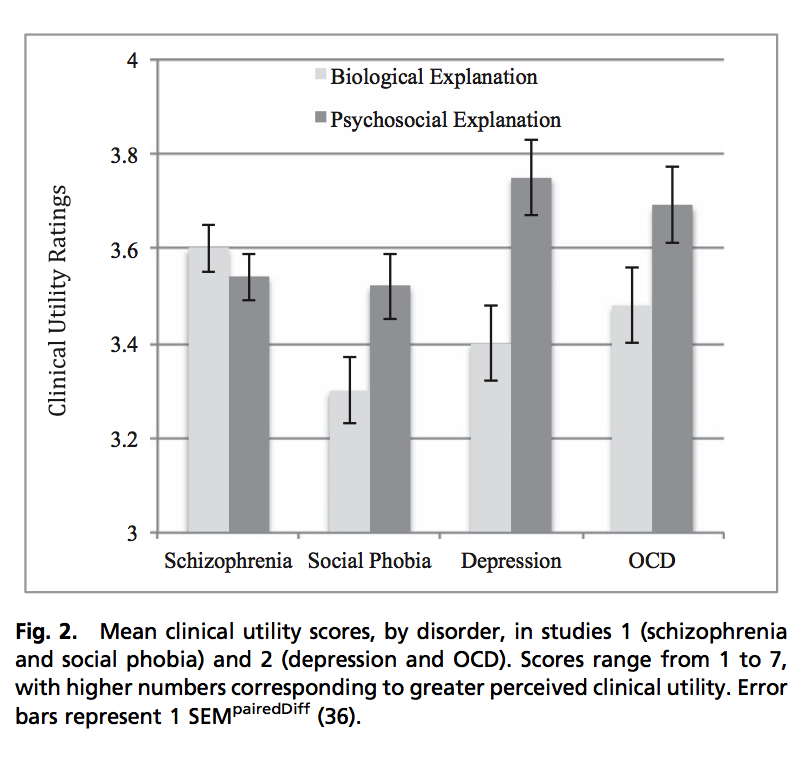 4
Biological Explanation
Psychosocial Explanation
3.8
3.6
3.4
3.2
3
Clinical Utility Ratings
Schizophrenia Social Phobia Depression OCD
Fig. 2. Mean clinical utility scores, by disorder, in studies 1 (schizophrenia
and social phobia) and 2 (depression and OCD). Scores range from 1 to 7,
with higher numbers corresponding to greater perceived clinical utility. Error
bars represent 1 SEMpairedDiff (36).